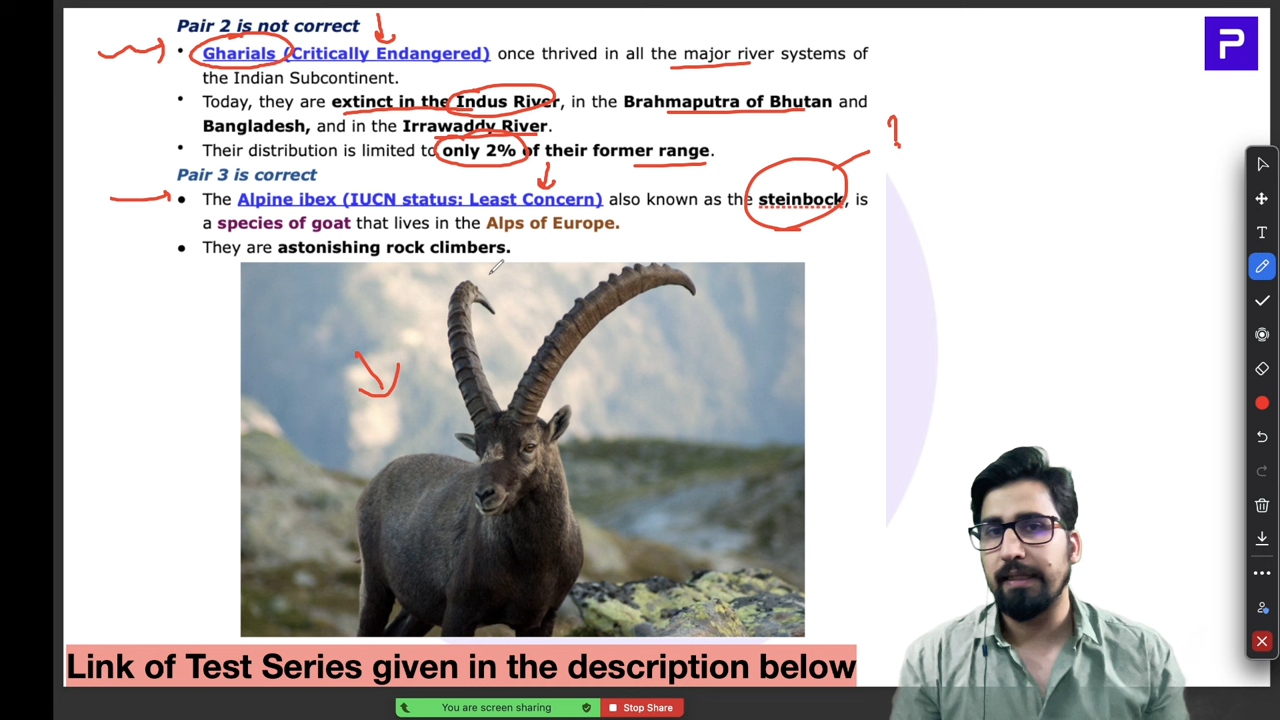 Pair 2 is not correct
• Gharials (Critically Endangered) once thrived in all the major river systems of
the Indian Subcontinent.
• Today, they are extinct in the Indus River, in the Brahmaputra of Bhutan and
Bangladesh, and in the Irrawaddy River.
• Their distribution is limited to only 2% of their former range.
Pair 3 is correct
● The Alpine ibex (IUCN status: Least Concern) also known as the steinbock, is
a species of goat that lives in the Alps of Europe.
● They are astonishing rock climbers.
Link of Test Series given in the description below
You are screen sharing
Stop Share
P
T